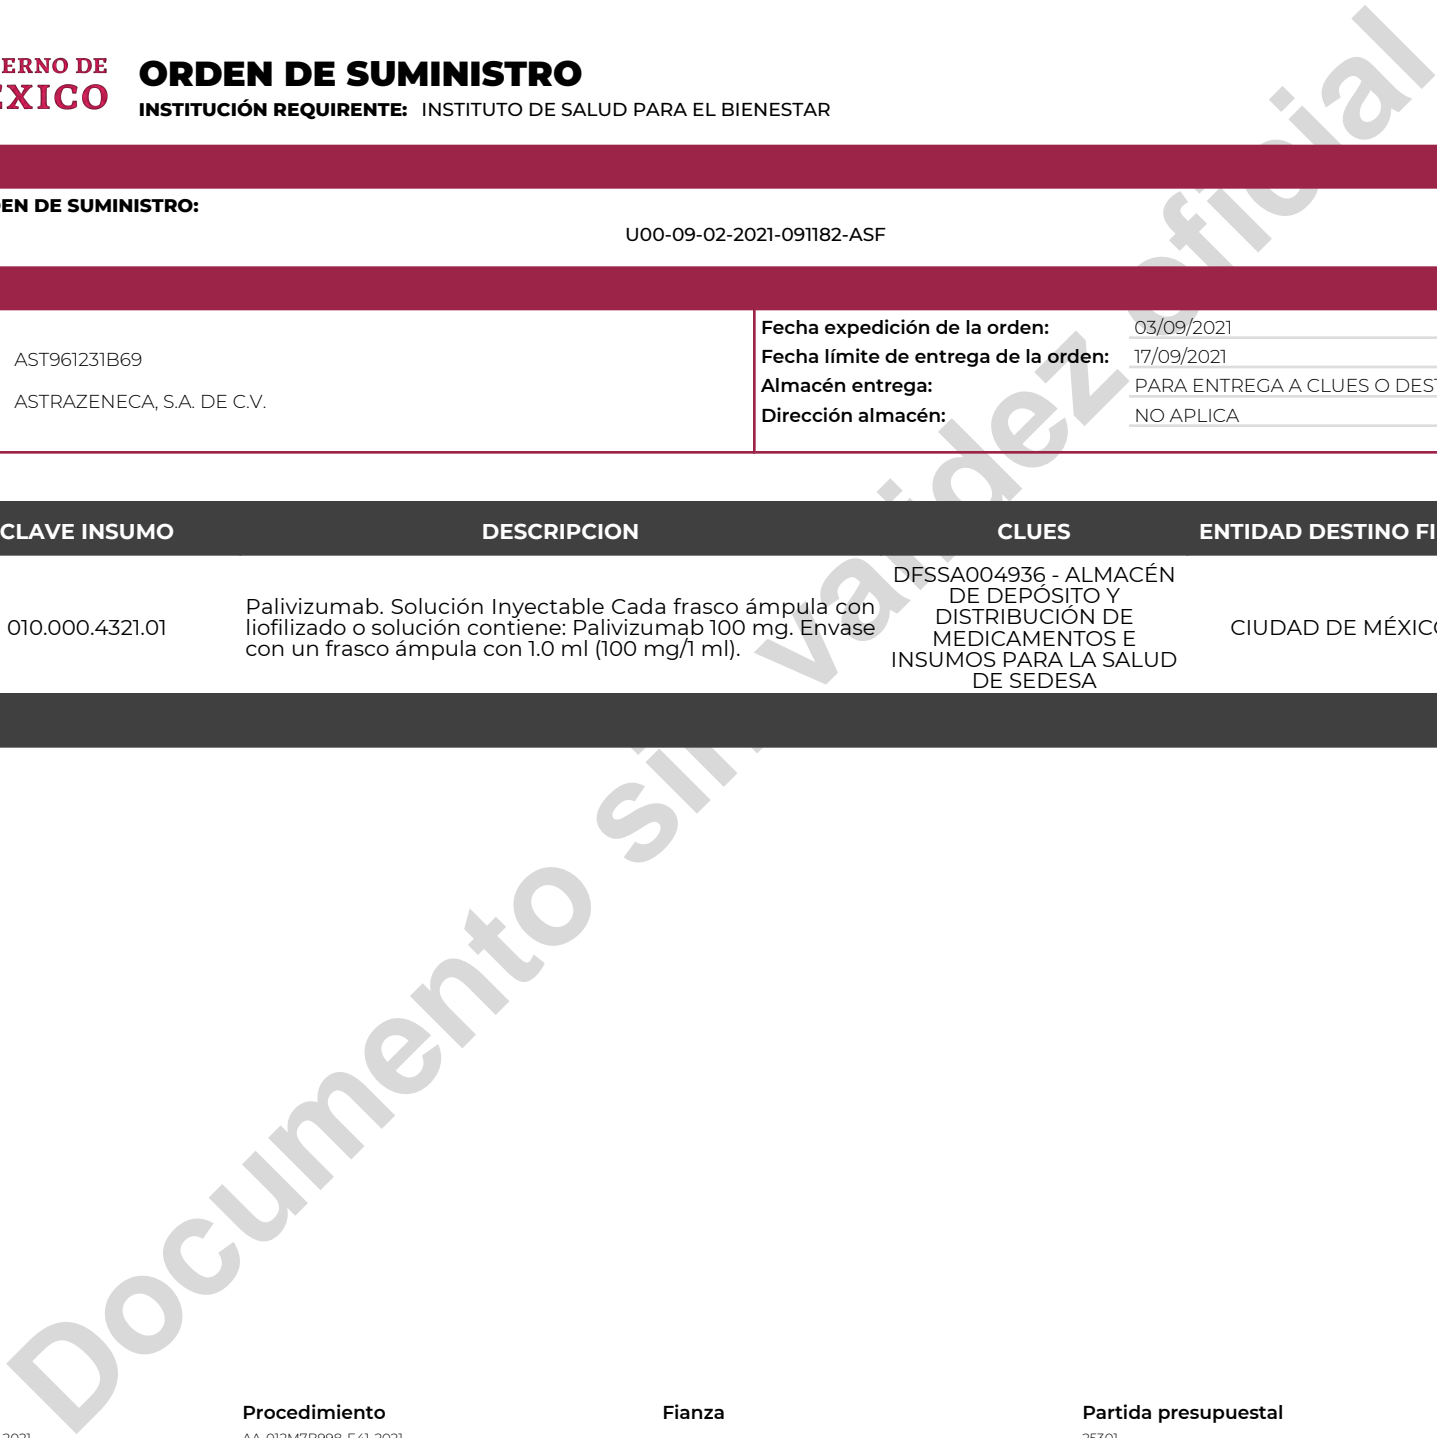 ERNO DE
ÉXICO
ORDEN DE SUMINISTRO
INSTITUCIÓN REQUIRENTE: INSTITUTO DE SALUD PARA EL BIENESTAR
EN DE SUMINISTRO:
U00-09-02-2021-091182-ASF
AST961231B69
ASTRAZENECA, S.A. DE C.V.
Fecha expedición de la orden: 03/09/2021
Fecha límite de entrega de la orden: 17/09/2021
Almacén entrega: PARA ENTREGA A CLUES O DEST
Dirección almacén: NO APLICA
CLAVE INSUMO DESCRIPCION CLUES ENTIDAD DESTINO FI
010.000.4321.01
Palivizumab. Solución Inyectable Cada frasco ámpula con
liofilizado o solución contiene: Palivizumab 100 mg. Envase
con un frasco ámpula con 1.0 ml (100 mg/1 ml).
DFSSA004936 - ALMACÉN
DE DEPÓSITO Y
DISTRIBUCIÓN DE
MEDICAMENTOS E
INSUMOS PARA LA SALUD
DE SEDESA
CIUDAD DE MÉXICO
Documento sin validez oficial
Procedimiento Fianza Partida presupuestal